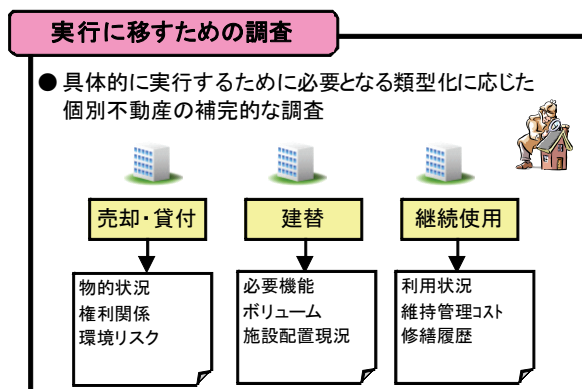 実行に移すための調査
● 具体的に実行するために必要となる類型化に応じた
個別不動産の補完的な調査
売却・貸付
建替
継続使用
物的状況
権利関係
環境リスク
必要機能
ボリューム
施設配置現況
利用状況
維持管理コスト
修繕履歴